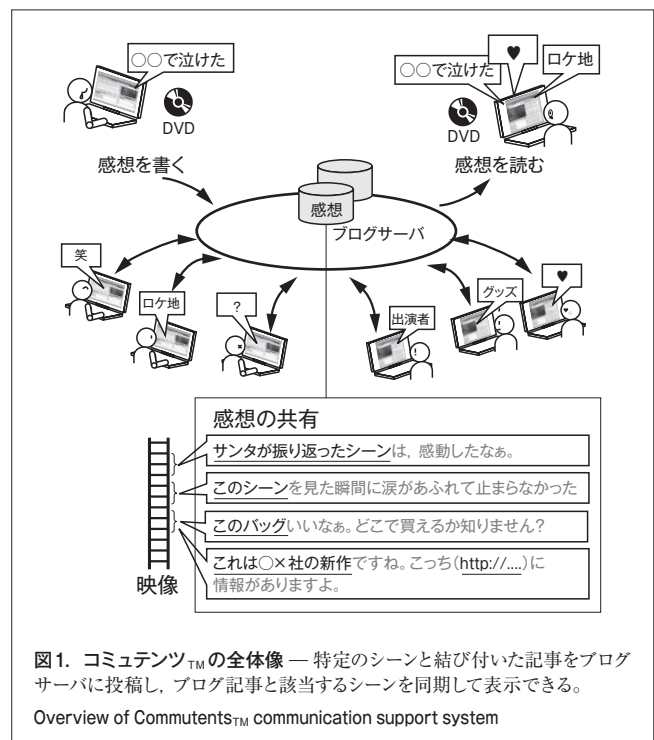 ○○で泣けた
DVD
感想を書く
○○で泣けた
♥
ロケ地
DVD
感想を読む
感想
ブログサーバ
笑
ロケ地
?
出演者
グッズ
♥
感想の共有
サンタが振り返ったシーンは，感動したなぁ。
このシーンを見た瞬間に涙があふれて止まらなかった
このバッグいいなぁ。どこで買えるか知りません？
これは○×社の新作ですね。こっち（http://....）に
情報がありますよ。
映像
図1．コミュテンツTMの全体像 — 特定のシーンと結び付いた記事をブログ
サーバに投稿し，ブログ記事と該当するシーンを同期して表示できる。
Overview of CommutentsTM communication support system